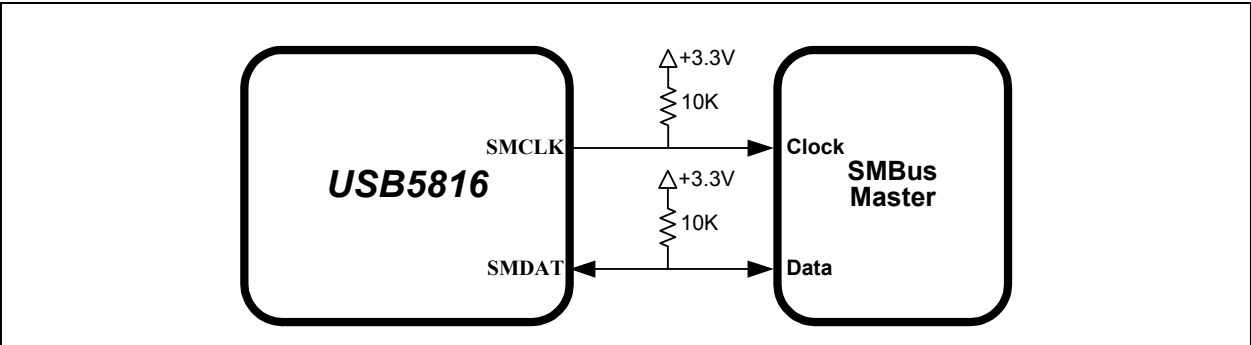 +3.3V
10K
SMCLK
Clock
USB5816
SMBus
Master
+3.3V
10K
SMDAT
Data